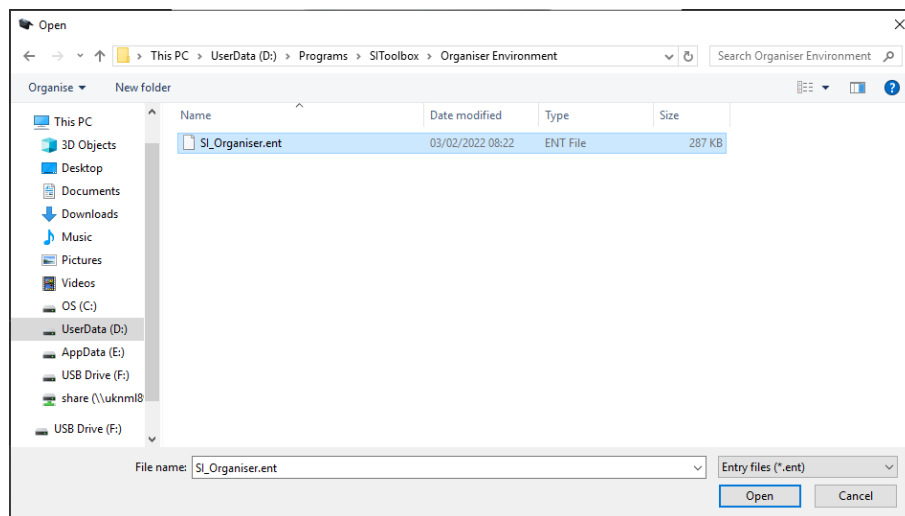 Open
This PC > UserData (D:) > Programs > SIToolbox > Organiser Environment
Search Organiser Environment
Organise
New folder
This PC
3D Objects
Desktop
Documents
Downloads
Music
Pictures
Videos
OS (C:)
UserData (D:)
AppData (E:)
USB Drive (F:)
share (\\uknml8
USB Drive (F:)
Name Date modified Type Size
SI_Organiser.ent 03/02/2022 08:22 ENT File 287 KB
File name: SI_Organiser.ent
Entry files (*.ent)
Open Cancel